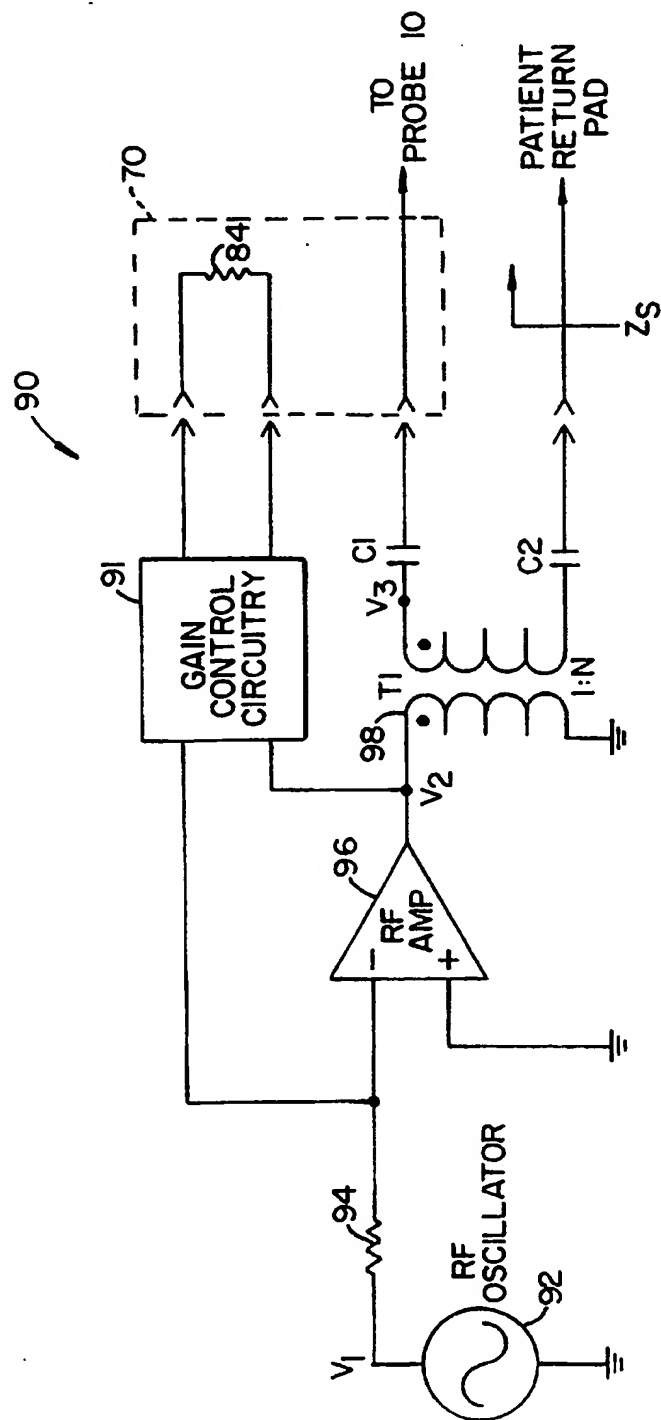 90
70
84
91
GAIN
CONTROL
CIRCUITRY
TO
PROBE 10
PATIENT
RETURN
PAD
ZS
C1
V3
C2
T1
98
1:N
V2
96
RF
AMP
−
+
94
V1
RF
OSCILLATOR
92